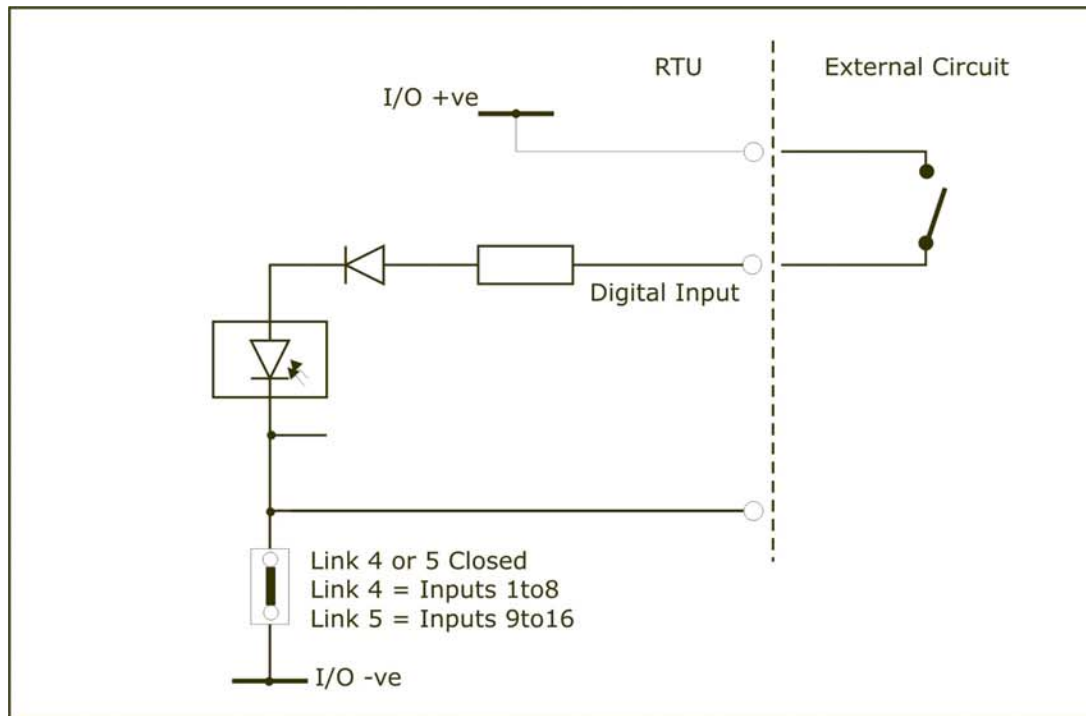 RTU
External Circuit
I/O +ve
Digital Input
Link 4 or 5 Closed
Link 4 = Inputs 1to8
Link 5 = Inputs 9to16
I/O -ve